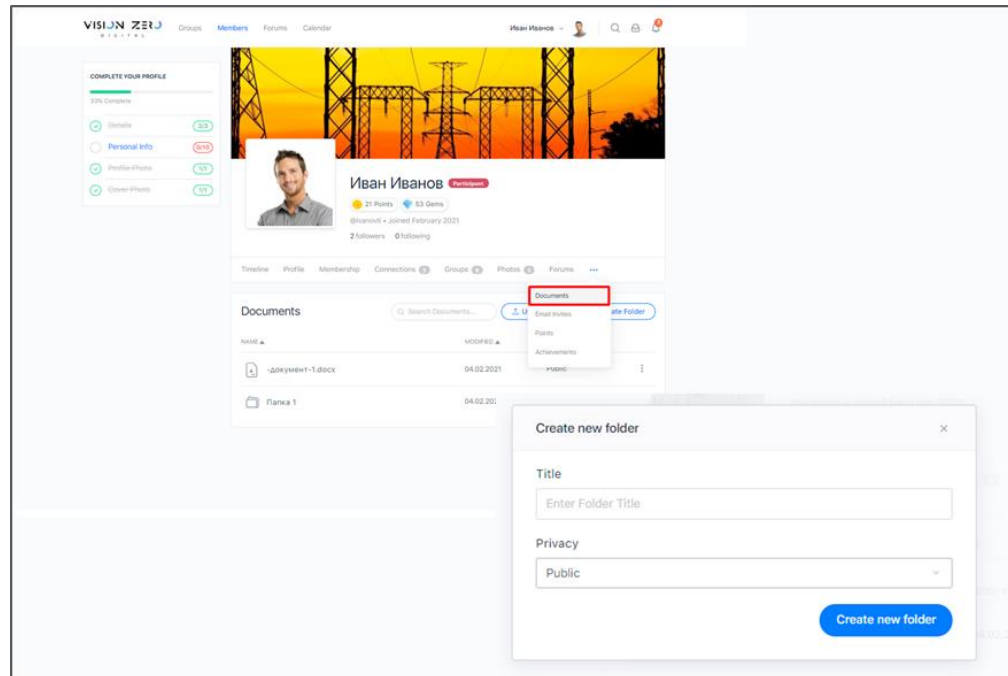 VISION ZERO
DIGITAL
Groups Members Forums Calendar
Иван Иванов
COMPLETE YOUR PROFILE
33% Complete
Details 2/3
Personal Info 0/10
Profile Photo 1/1
Cover Photo 1/1
Иван Иванов Participant
21 Points 53 Gems
@ivanovdi • Joined February 2021
2 followers 0 following
Timeline Profile Membership Connections Groups Photos Forums
Documents
Email Invites
Points
Achievements
Documents Search Documents... ate Folder
NAME MODIFIED
-документ-1.docx 04.02.2021 Public
Папка 1 04.02.20
Create new folder
Title
Enter Folder Title
Privacy
Public
Create new folder